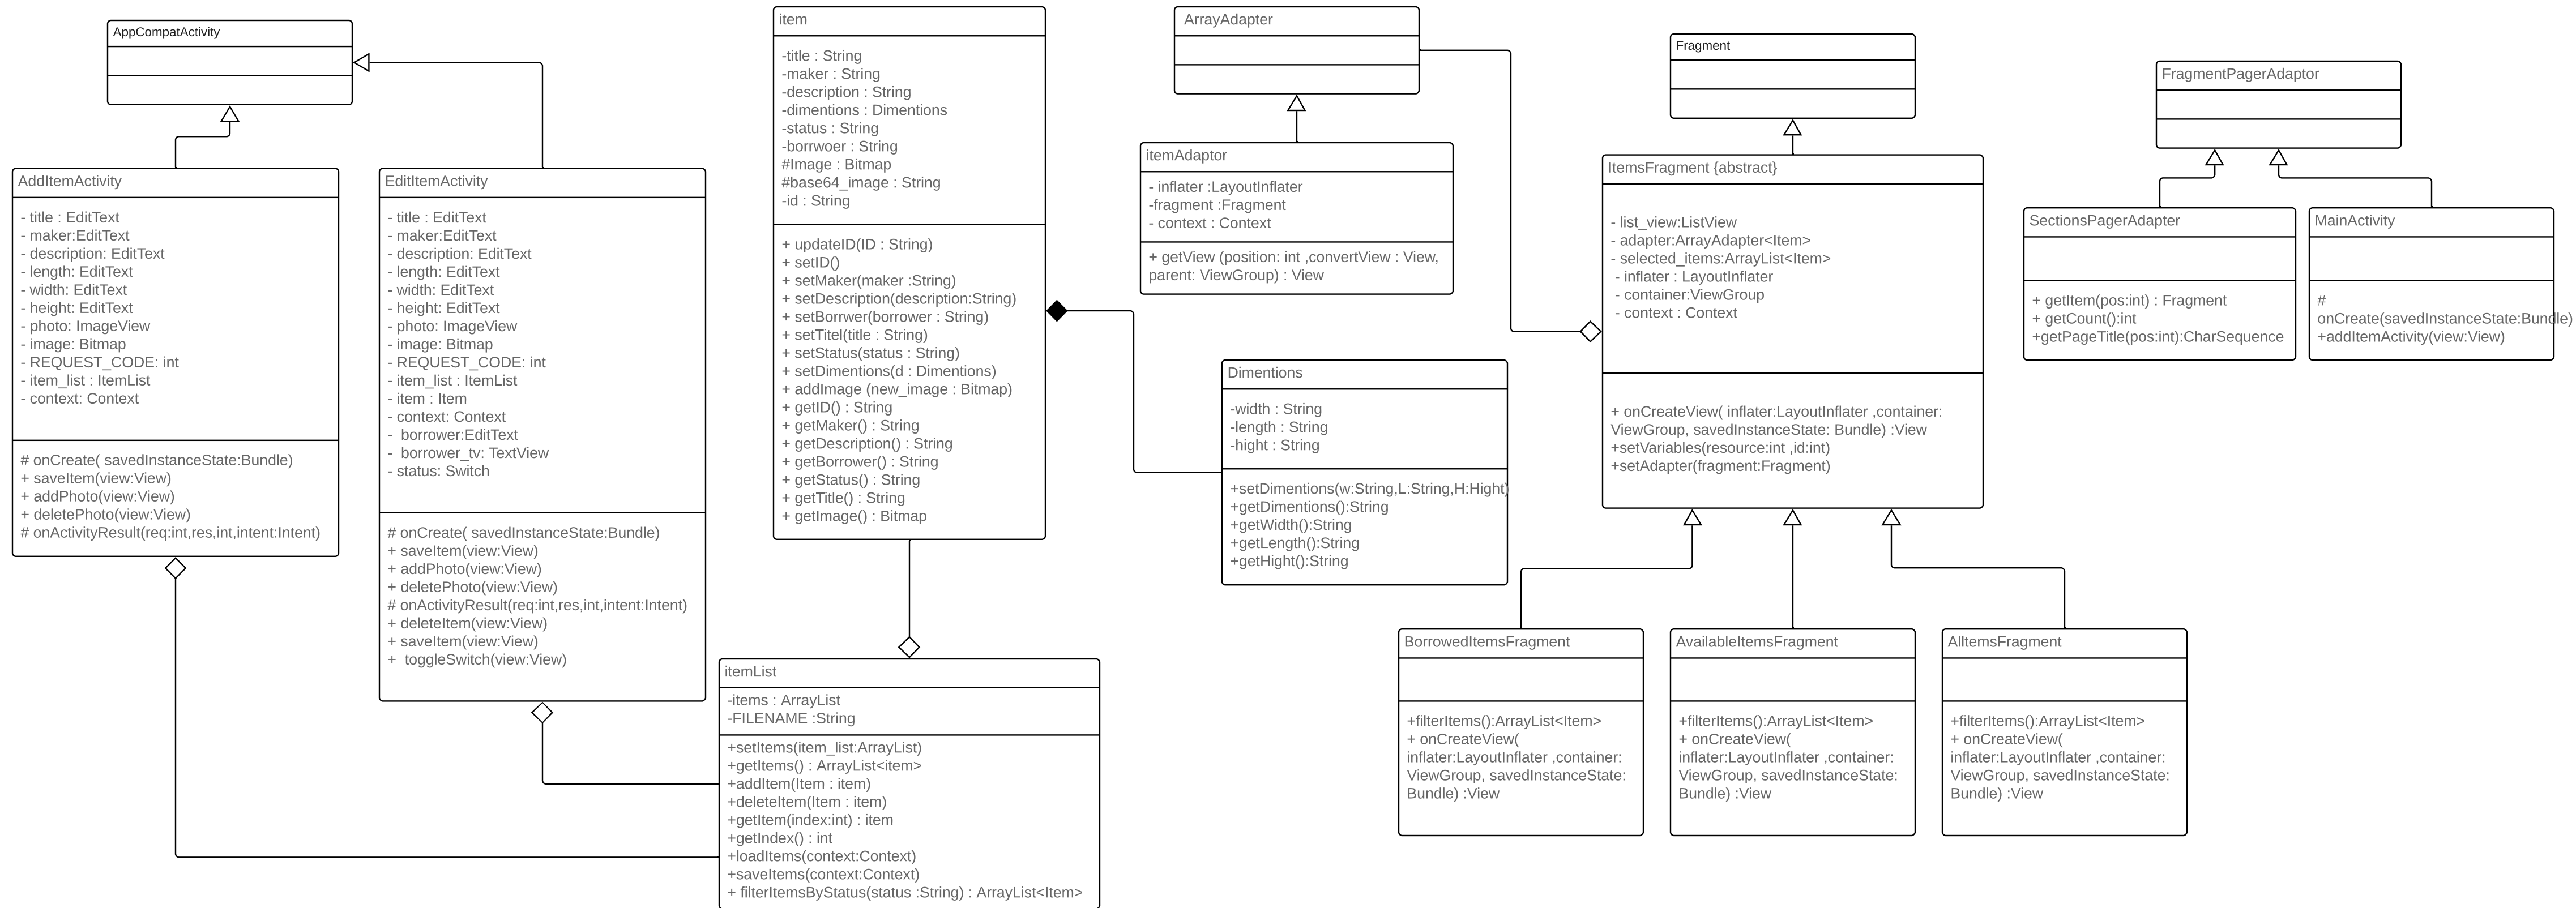 AppCompatActivity
AddItemActivity
- title : EditText
- maker:EditText
- description: EditText
- length: EditText
- width: EditText
- height: EditText
- photo: ImageView
- image: Bitmap
- REQUEST_CODE: int
- item_list : ItemList
- context: Context
# onCreate( savedInstanceState:Bundle)
+ saveItem(view:View)
+ addPhoto(view:View)
+ deletePhoto(view:View)
# onActivityResult(req:int,res,int,intent:Intent)
EditItemActivity
- title : EditText
- maker:EditText
- description: EditText
- length: EditText
- width: EditText
- height: EditText
- photo: ImageView
- image: Bitmap
- REQUEST_CODE: int
- item_list : ItemList
- item : Item
- context: Context
-  borrower:EditText
-  borrower_tv: TextView
- status: Switch
# onCreate( savedInstanceState:Bundle)
+ saveItem(view:View)
+ addPhoto(view:View)
+ deletePhoto(view:View)
# onActivityResult(req:int,res,int,intent:Intent)
+ deleteItem(view:View)
+ saveItem(view:View)
+  toggleSwitch(view:View)
item
-title : String
-maker : String
-description : String
-dimentions : Dimentions
-status : String
-borrwoer : String
#Image : Bitmap
#base64_image : String
-id : String
+ updateID(ID : String)
+ setID()
+ setMaker(maker :String)
+ setDescription(description:String)
+ setBorrwer(borrower : String)
+ setTitel(title : String)
+ setStatus(status : String)
+ setDimentions(d : Dimentions)
+ addImage (new_image : Bitmap)
+ getID() : String
+ getMaker() : String
+ getDescription() : String
+ getBorrower() : String
+ getStatus() : String
+ getTitle() : String
+ getImage() : Bitmap
itemList
-items : ArrayList
-FILENAME :String
+setItems(item_list:ArrayList)
+getItems() : ArrayList<item>
+addItem(Item : item)
+deleteItem(Item : item)
+getItem(index:int) : item
+getIndex() : int
+loadItems(context:Context)
+saveItems(context:Context)
+ filterItemsByStatus(status :String) : ArrayList<Item>
ArrayAdapter
itemAdaptor
- inflater :LayoutInflater
-fragment :Fragment
- context : Context
+ getView (position: int ,convertView : View,
parent: ViewGroup) : View
Dimentions
-width : String
-length : String
-hight : String
+setDimentions(w:String,L:String,H:Hight)
+getDimentions():String
+getWidth():String
+getLength():String
+getHight():String
Fragment
ItemsFragment {abstract}
- list_view:ListView
- adapter:ArrayAdapter<Item>
- selected_items:ArrayList<Item>
- inflater : LayoutInflater
- container:ViewGroup
- context : Context
+ onCreateView( inflater:LayoutInflater ,container:
ViewGroup, savedInstanceState: Bundle) :View
+setVariables(resource:int ,id:int)
+setAdapter(fragment:Fragment)
BorrowedItemsFragment
+filterItems():ArrayList<Item>
+ onCreateView(
inflater:LayoutInflater ,container:
ViewGroup, savedInstanceState:
Bundle) :View
AvailableItemsFragment
+filterItems():ArrayList<Item>
+ onCreateView(
inflater:LayoutInflater ,container:
ViewGroup, savedInstanceState:
Bundle) :View
AlltemsFragment
+filterItems():ArrayList<Item>
+ onCreateView(
inflater:LayoutInflater ,container:
ViewGroup, savedInstanceState:
Bundle) :View
FragmentPagerAdaptor
SectionsPagerAdapter
+ getItem(pos:int) : Fragment
+ getCount():int
+getPageTitle(pos:int):CharSequence
MainActivity
#
onCreate(savedInstanceState:Bundle)
+addItemActivity(view:View)